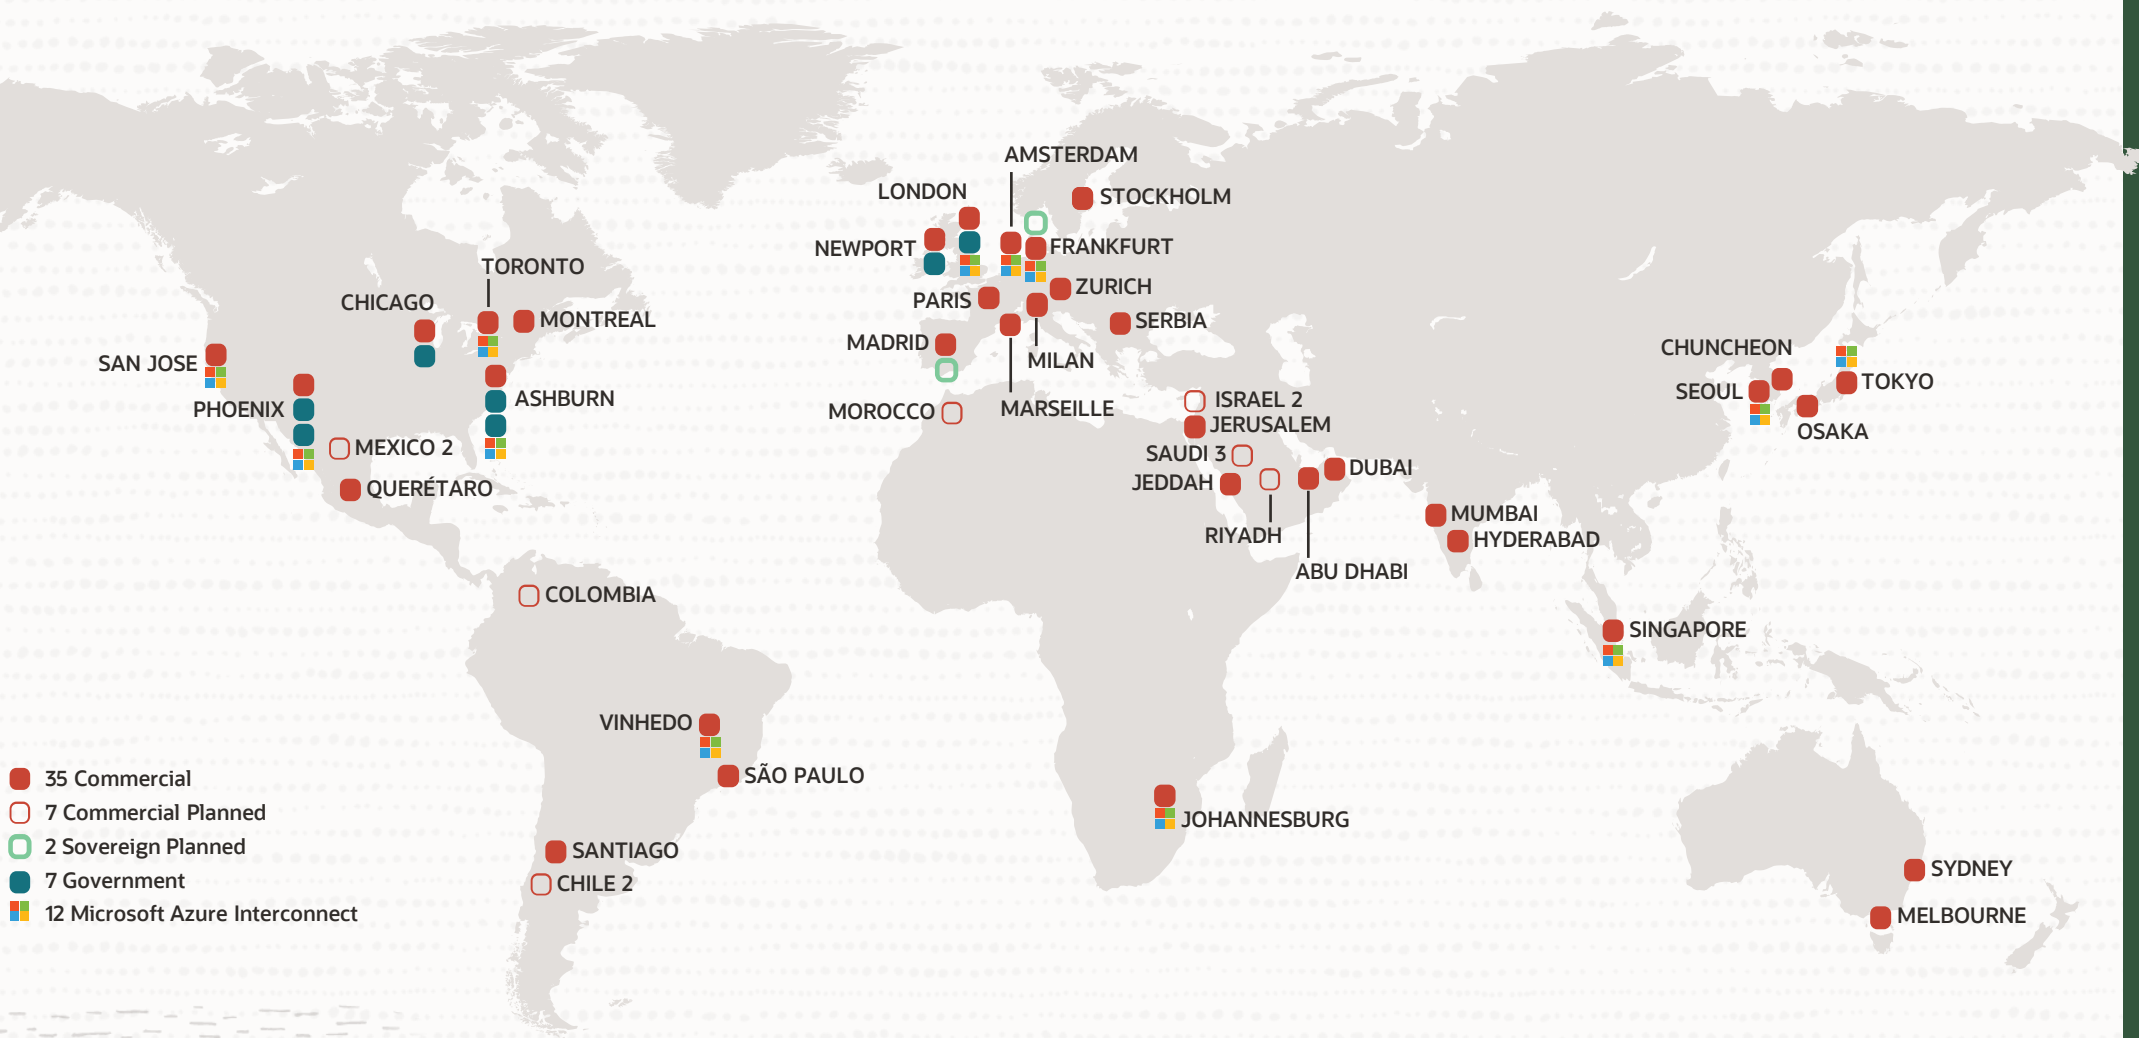 AMSTERDAM
LONDON
STOCKHOLM
NEWPORT
FRANKFURT
TORONTO
PARIS
ZURICH
CHICAGO
MONTREAL
SERBIA
MADRID
MILAN
CHUNCHEON
SAN JOSE
TOKYO
SEOUL
ASHBURN
ISRAEL 2
PHOENIX
MOROCCO
MARSEILLE
JERUSALEM
OSAKA
MEXICO 2
SAUDI 3
DUBAI
JEDDAH
QUERÉTARO
MUMBAI
RIYADH
HYDERABAD
ABU DHABI
COLOMBIA
SINGAPORE
VINHEDO
SÃO PAULO
JOHANNESBURG
SANTIAGO
CHILE 2
SYDNEY
MELBOURNE
35 Commercial
7 Commercial Planned
2 Sovereign Planned
7 Government
12 Microsoft Azure Interconnect